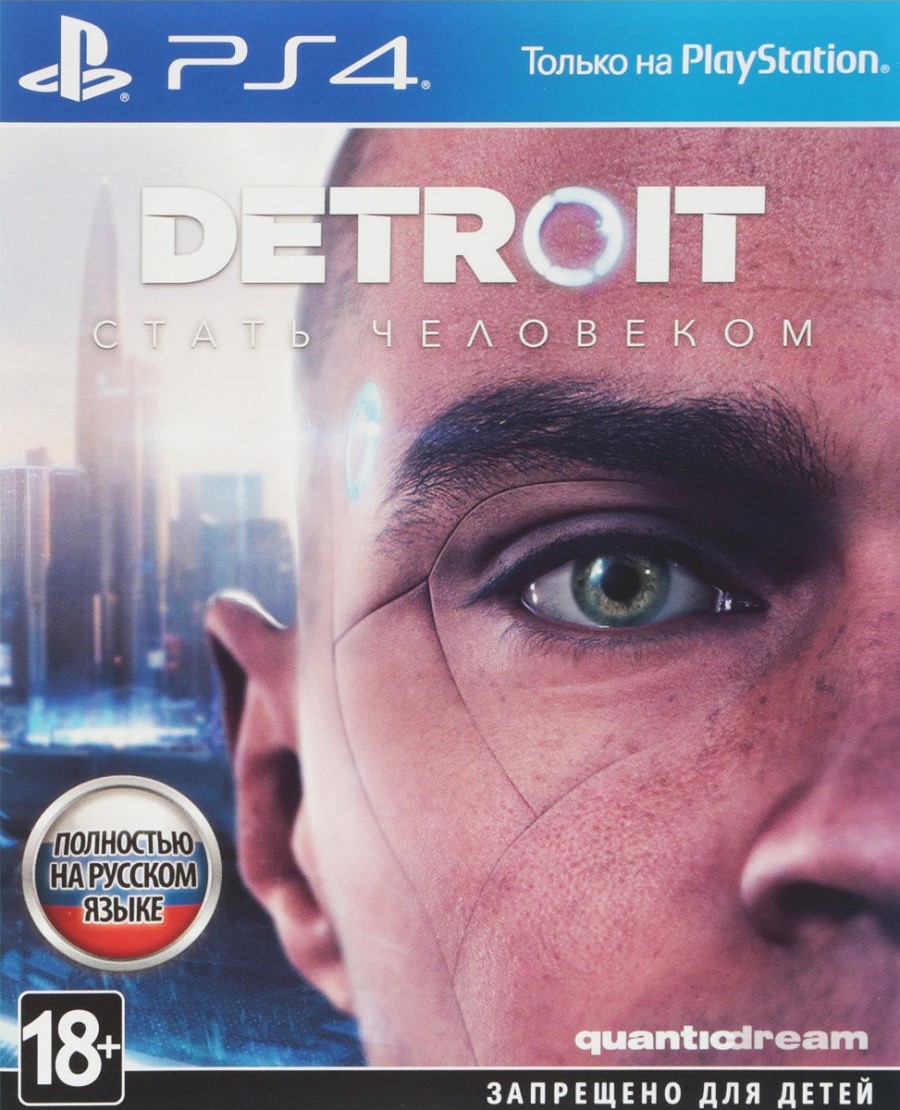 PS4®
Только на PlayStation®
DETROIT
СТАТЬ ЧЕЛОВЕКОМ
ПОЛНОСТЬЮ
НА РУССКОМ
ЯЗЫКЕ
18+
quanticdream
ЗАПРЕЩЕНО ДЛЯ ДЕТЕЙ